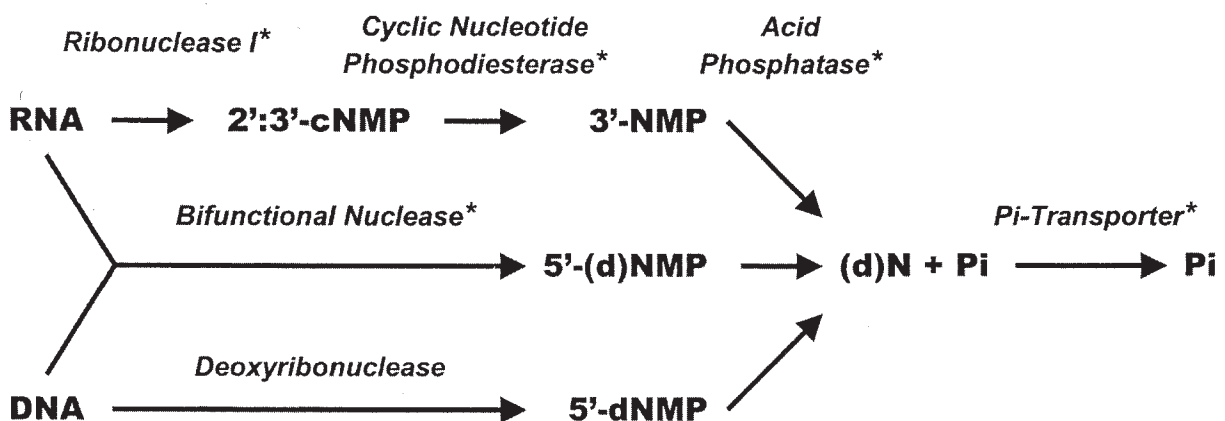 Ribonuclease I*
Cyclic Nucleotide
Phosphodiesterase*
Acid
Phosphatase*
RNA
2':3'-cNMP
3'-NMP
Bifunctional Nuclease*
Pi-Transporter*
5'-(d)NMP
(d)N + Pi
Pi
Deoxyribonuclease
DNA
5'-dNMP